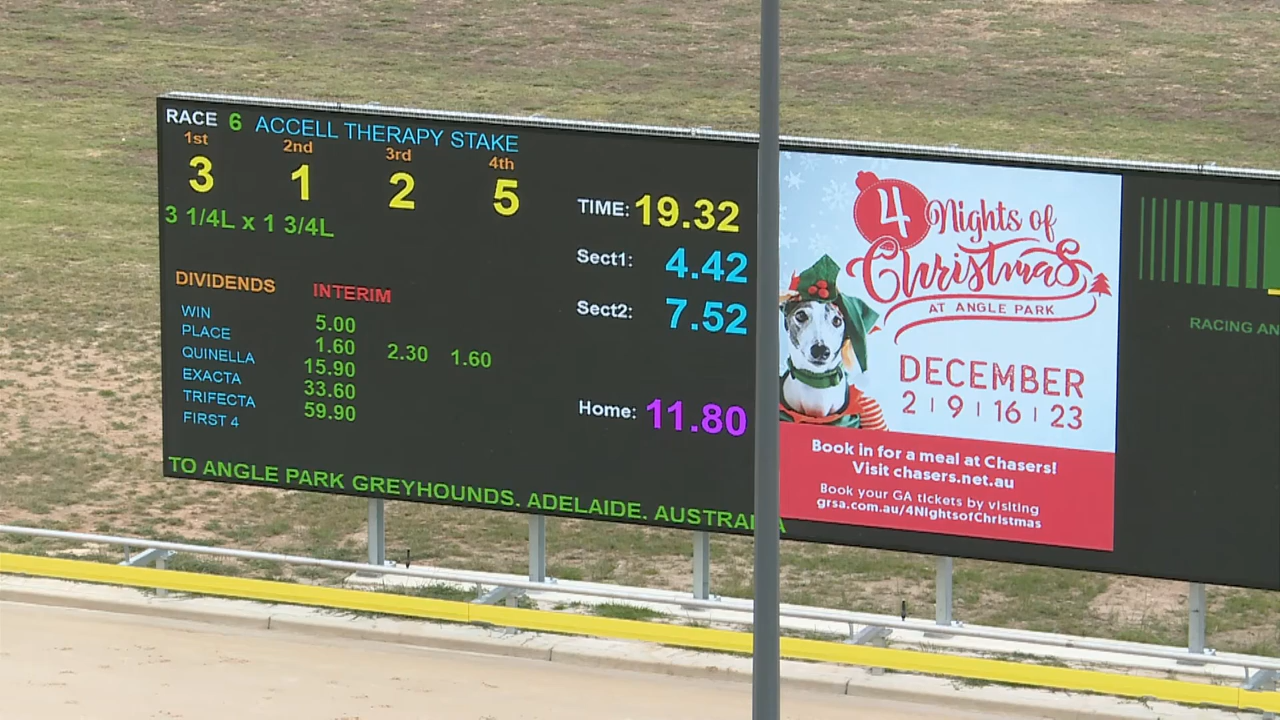 RACE 6 ACCELL THERAPY STAKE
1st 2nd 3rd 4th
3 1 2 5
3 1/4L x 1 3/4L
TIME: 19.32
Sect1: 4.42
Sect2: 7.52
Home: 11.80
DIVIDENDS INTERIM
WIN 5.00
PLACE 1.60 2.30 1.60
QUINELLA 15.90
EXACTA 33.60
TRIFECTA 59.90
FIRST 4
TO ANGLE PARK GREYHOUNDS. ADELAIDE. AUSTRALIA
4 Nights of
Christmas
AT ANGLE PARK
DECEMBER
2 | 9 | 16 | 23
Book in for a meal at Chasers!
Visit chasers.net.au
Book your GA tickets by visiting
grsa.com.au/4NightsofChristmas
RACING AN